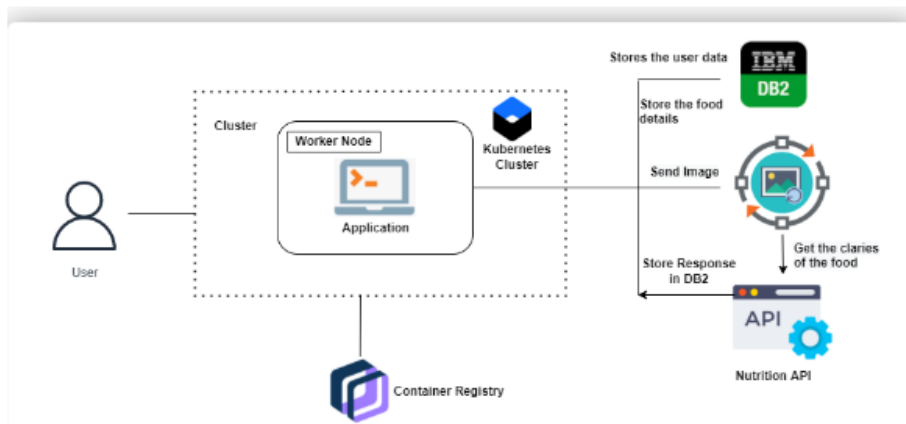 Stores the user data
IBM
DB2
Store the food
details
Cluster
Worker Node
Kubernetes
Cluster
Send Image
Application
User
Get the claries
of the food
Store Response
in DB2
API
Nutrition API
Container Registry